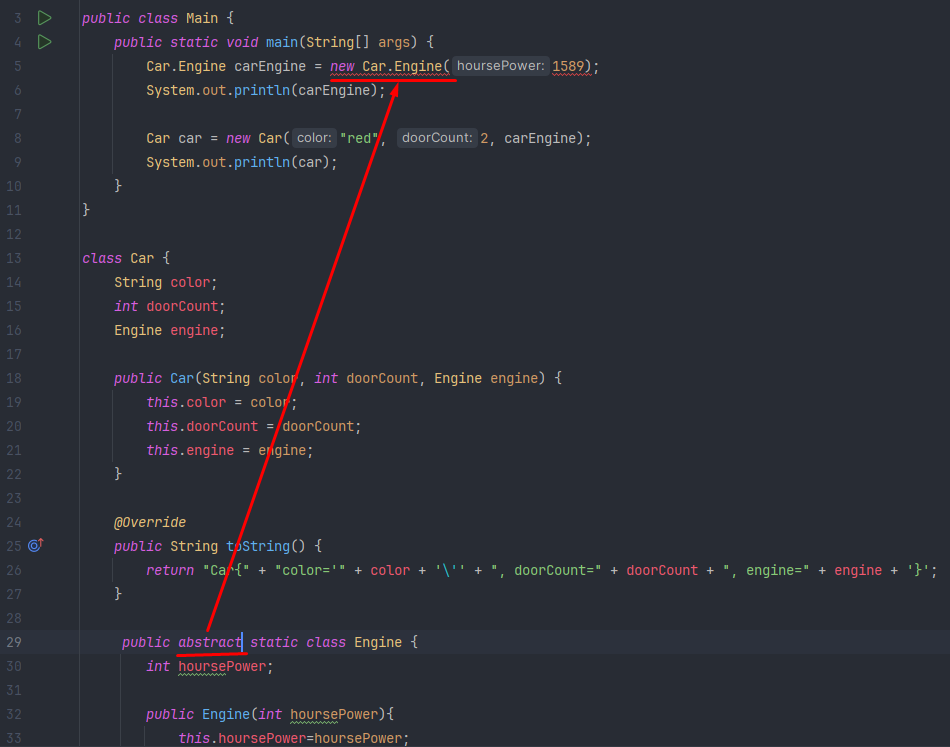 3 public class Main {
4 public static void main(String[] args) {
5 Car.Engine carEngine = new Car.Engine( hoursePower: 1589);
6 System.out.println(carEngine);
7
8 Car car = new Car( color: "red", doorCount: 2, carEngine);
9 System.out.println(car);
10 }
11 }
12
13 class Car {
14 String color;
15 int doorCount;
16 Engine engine;
17
18 public Car(String color, int doorCount, Engine engine) {
19 this.color = color;
20 this.doorCount = doorCount;
21 this.engine = engine;
22 }
23
24 @Override
25 public String toString() {
26 return "Car{" + "color='" + color + '\'' + ", doorCount=" + doorCount + ", engine=" + engine + '}';
27 }
28
29 public abstract static class Engine {
30 int hoursePower;
31
32 public Engine(int hoursePower){
33 this.hoursePower=hoursePower;